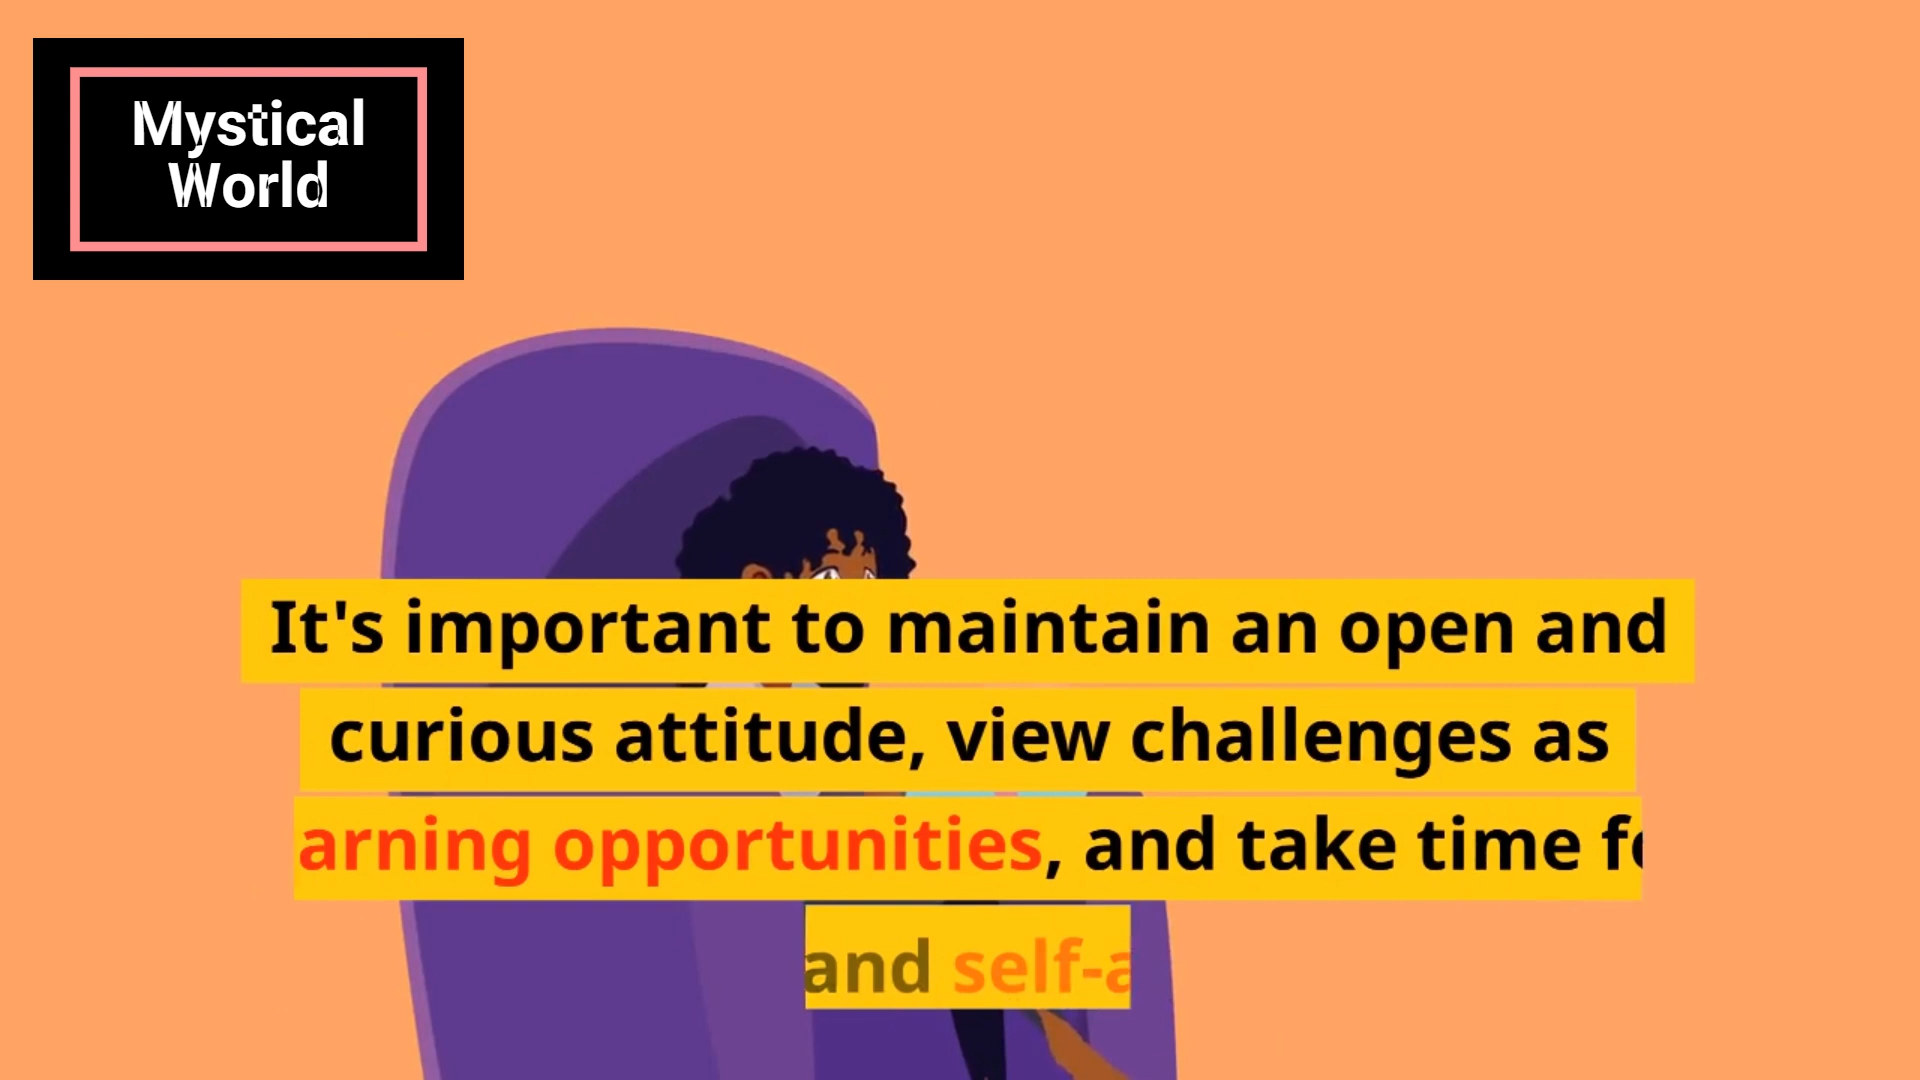 Mystical
World
It's important to maintain an open and
curious attitude, view challenges as
arning opportunities, and take time fo
and self-a